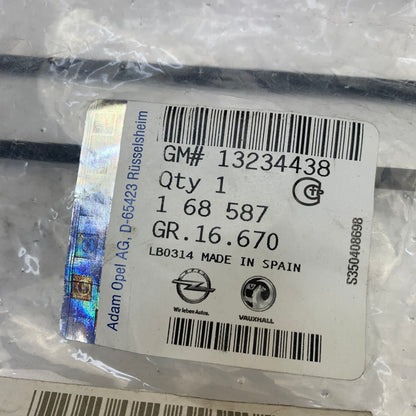 GM# 13234438
Qty 1
1 68 587
GR.16.670
LB0314 MADE IN SPAIN
Wir leben Autos.
VAUXHALL
Adam Opel AG, D-65423 Rüsselsheim
S350408698